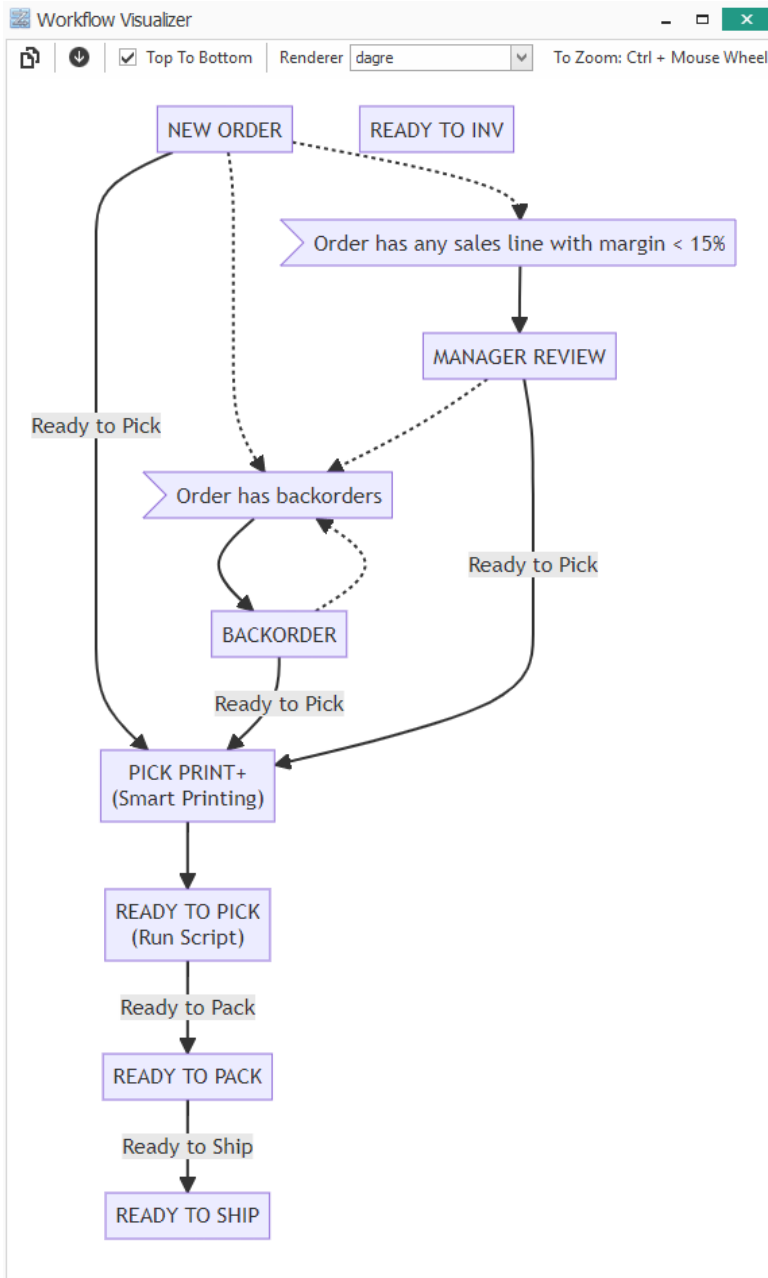 Workflow Visualizer
Top To Bottom
Renderer
dagre
To Zoom: Ctrl + Mouse Wheel
NEW ORDER
READY TO INV
Order has any sales line with margin < 15%
MANAGER REVIEW
Ready to Pick
Order has backorders
Ready to Pick
BACKORDER
Ready to Pick
PICK PRINT+
(Smart Printing)
READY TO PICK
(Run Script)
Ready to Pack
READY TO PACK
Ready to Ship
READY TO SHIP